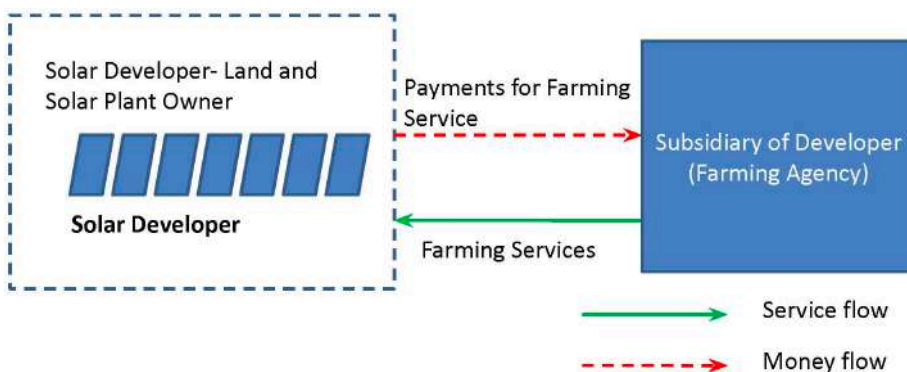 Solar Developer- Land and
Solar Plant Owner
Solar Developer
Payments for Farming
Service
Farming Services
Subsidiary of Developer
(Farming Agency)
Service flow
Money flow